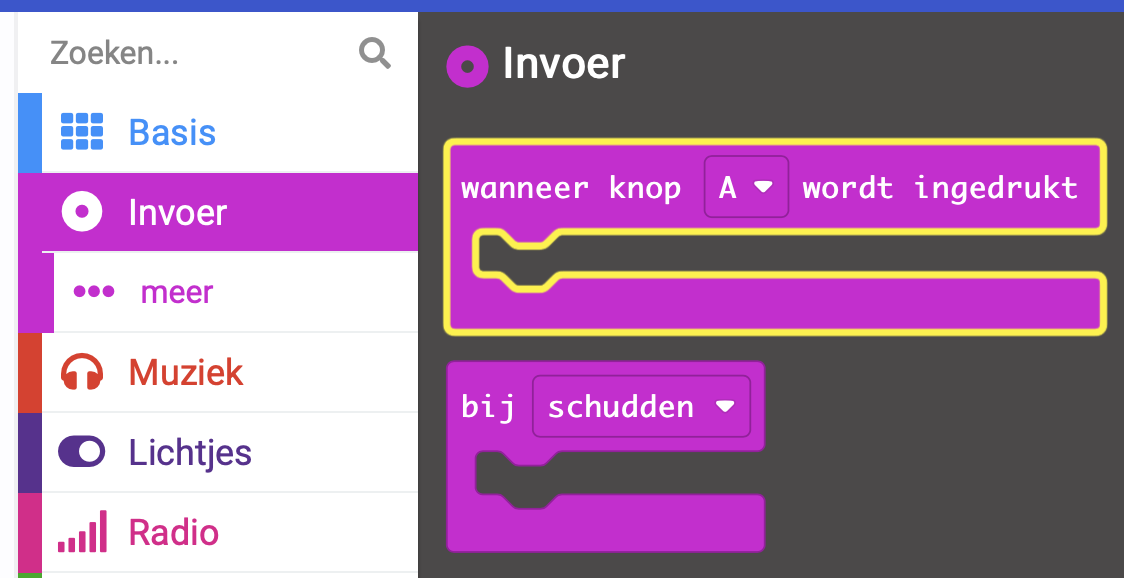 Zoeken...
Basis
Invoer
meer
Muziek
Lichtjes
Radio
Invoer
wanneer knop A wordt ingedrukt
bij schudden